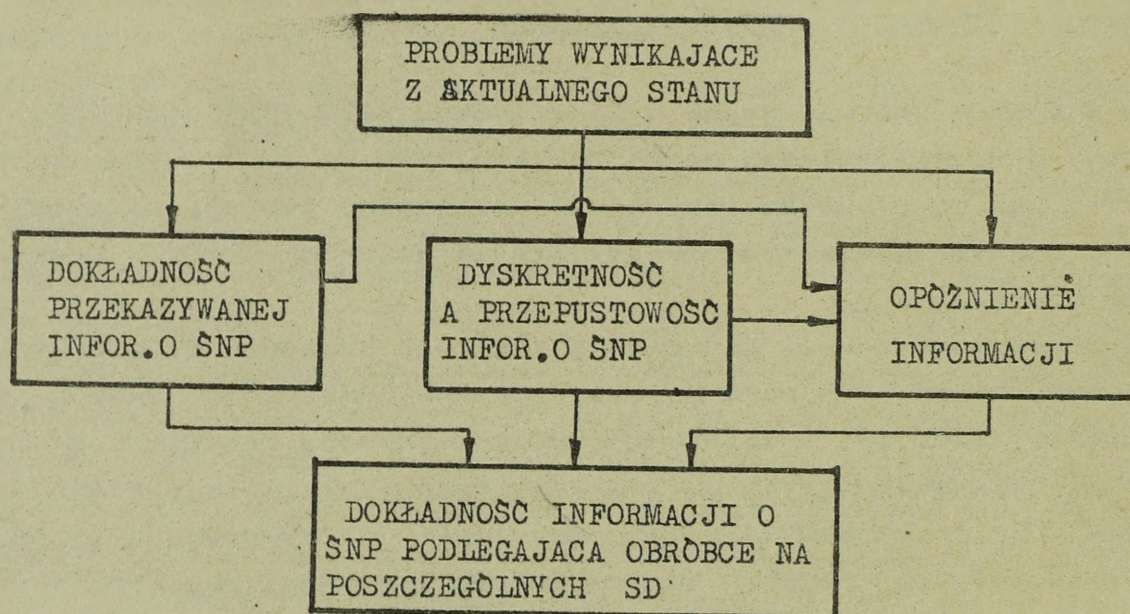 PROBLEMY WYNIKAJACE
Z AKTUALNEGO STANU
DOKŁADNOŚĆ
PRZEKAZYWANEJ
INFOR.O ŚNP
DYSKRETNOŚĆ
A PRZEPUSTOWOŚĆ
INFOR.O ŚNP
OPÓŹNIENIE
INFORMACJI
DOKŁADNOŚĆ INFORMACJI O
ŚNP PODLEGAJACA OBRÓBCE NA
POSZCZEGÓLNYCH SD